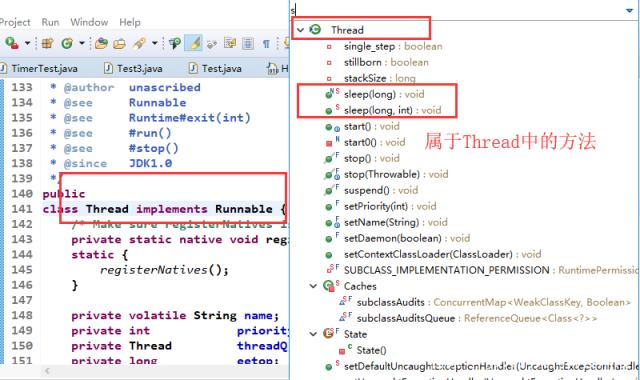 Project Run Window Help
TimerTest.java Test3.java Test.java
133 * @author unascribed
134 * @see Runnable
135 * @see Runtime#exit(int)
136 * @see #run()
137 * @see #stop()
138 * @since JDK1.0
139 */
140 public
141 class Thread implements Runnable {
142 /* Make sure registerNatives i
143 private static native void reg
144 static {
145 registerNatives();
146 }
147
148 private volatile String name;
149 private int priority
150 private Thread threadQ
151 private long eetop;
s
Thread
single_step : boolean
stillborn : boolean
stackSize : long
N S sleep(long) : void
S sleep(long, int) : void
start() : void
start0() : void
F stop() : void
F stop(Throwable) : void
F suspend() : void
F setPriority(int) : void
F setName(String) : void
F setDaemon(boolean) : void
setContextClassLoader(ClassLoader) : void
SUBCLASS_IMPLEMENTATION_PERMISSION : RuntimePermissio
Caches
subclassAudits : ConcurrentMap<WeakClassKey, Boolean>
subclassAuditsQueue : ReferenceQueue<Class<?>>
State
State()
setDefaultUncaughtExceptionHandler(UncaughtExceptionHandle
属于Thread中的方法